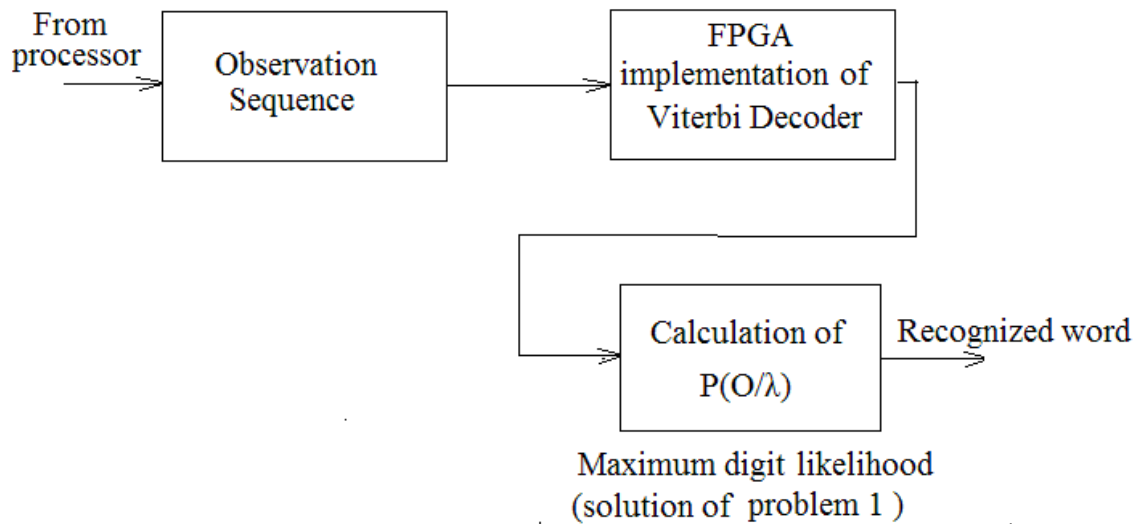 From
processor
Observation
Sequence
FPGA
implementation of
Viterbi Decoder
Calculation of
P(O/λ)
Recognized word
Maximum digit likelihood
(solution of problem 1 )